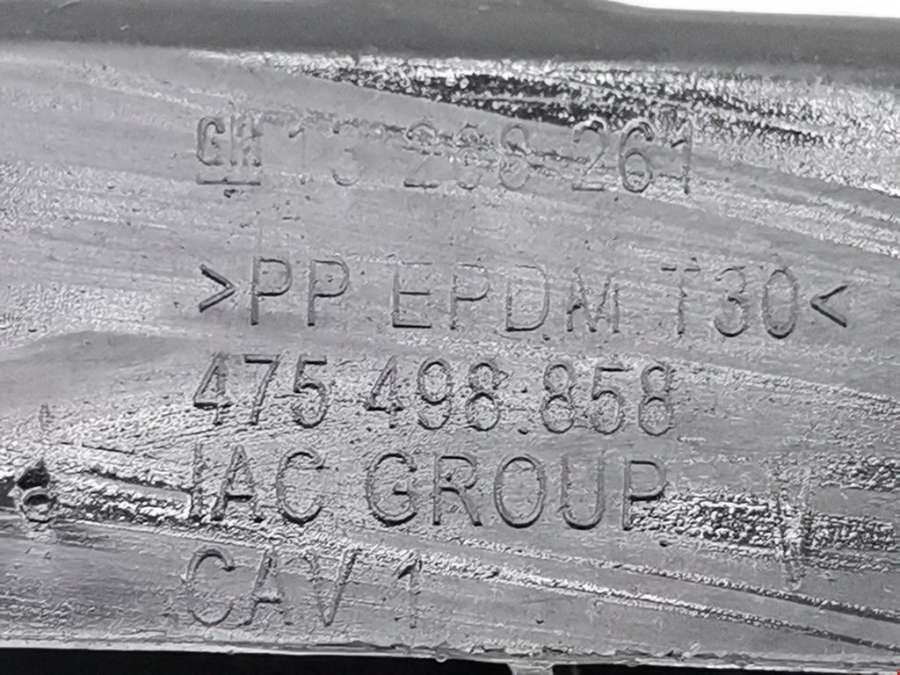 GM 13 268 261
>PP EPDM T30<
475 498 858
IAC GROUP
CAV 1